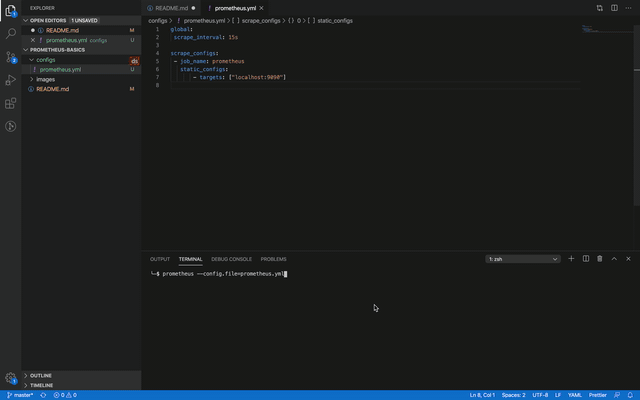 EXPLORER
OPEN EDITORS 1 UNSAVED
README.md M
prometheus.yml configs U
PROMETHEUS-BASICS
configs
prometheus.yml U
images
README.md M
OUTLINE
TIMELINE
README.md
prometheus.yml
configs > prometheus.yml > [ ] scrape_configs > {} 0 > [ ] static_configs
1 global:
2 scrape_interval: 15s
3
4 scrape_configs:
5 - job_name: prometheus
6 static_configs:
7 - targets: ["localhost:9090"]
8
OUTPUT TERMINAL DEBUG CONSOLE PROBLEMS 1: zsh
$ prometheus --config.file=prometheus.yml
master* 0 0 Ln 8, Col 1 Spaces: 2 UTF-8 LF YAML Prettier